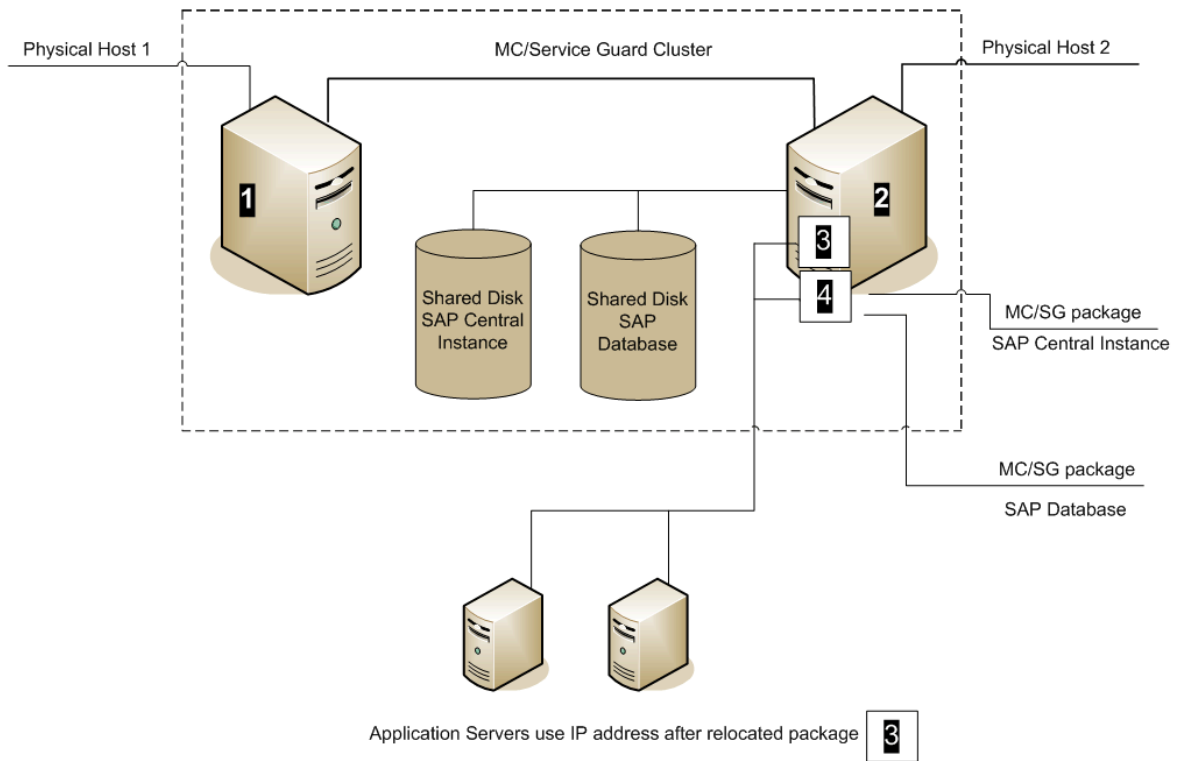 Physical Host 1
MC/Service Guard Cluster
Physical Host 2
1
2
3
4
Shared Disk
SAP Central
Instance
Shared Disk
SAP
Database
MC/SG package
SAP Central Instance
MC/SG package
SAP Database
Application Servers use IP address after relocated package 3